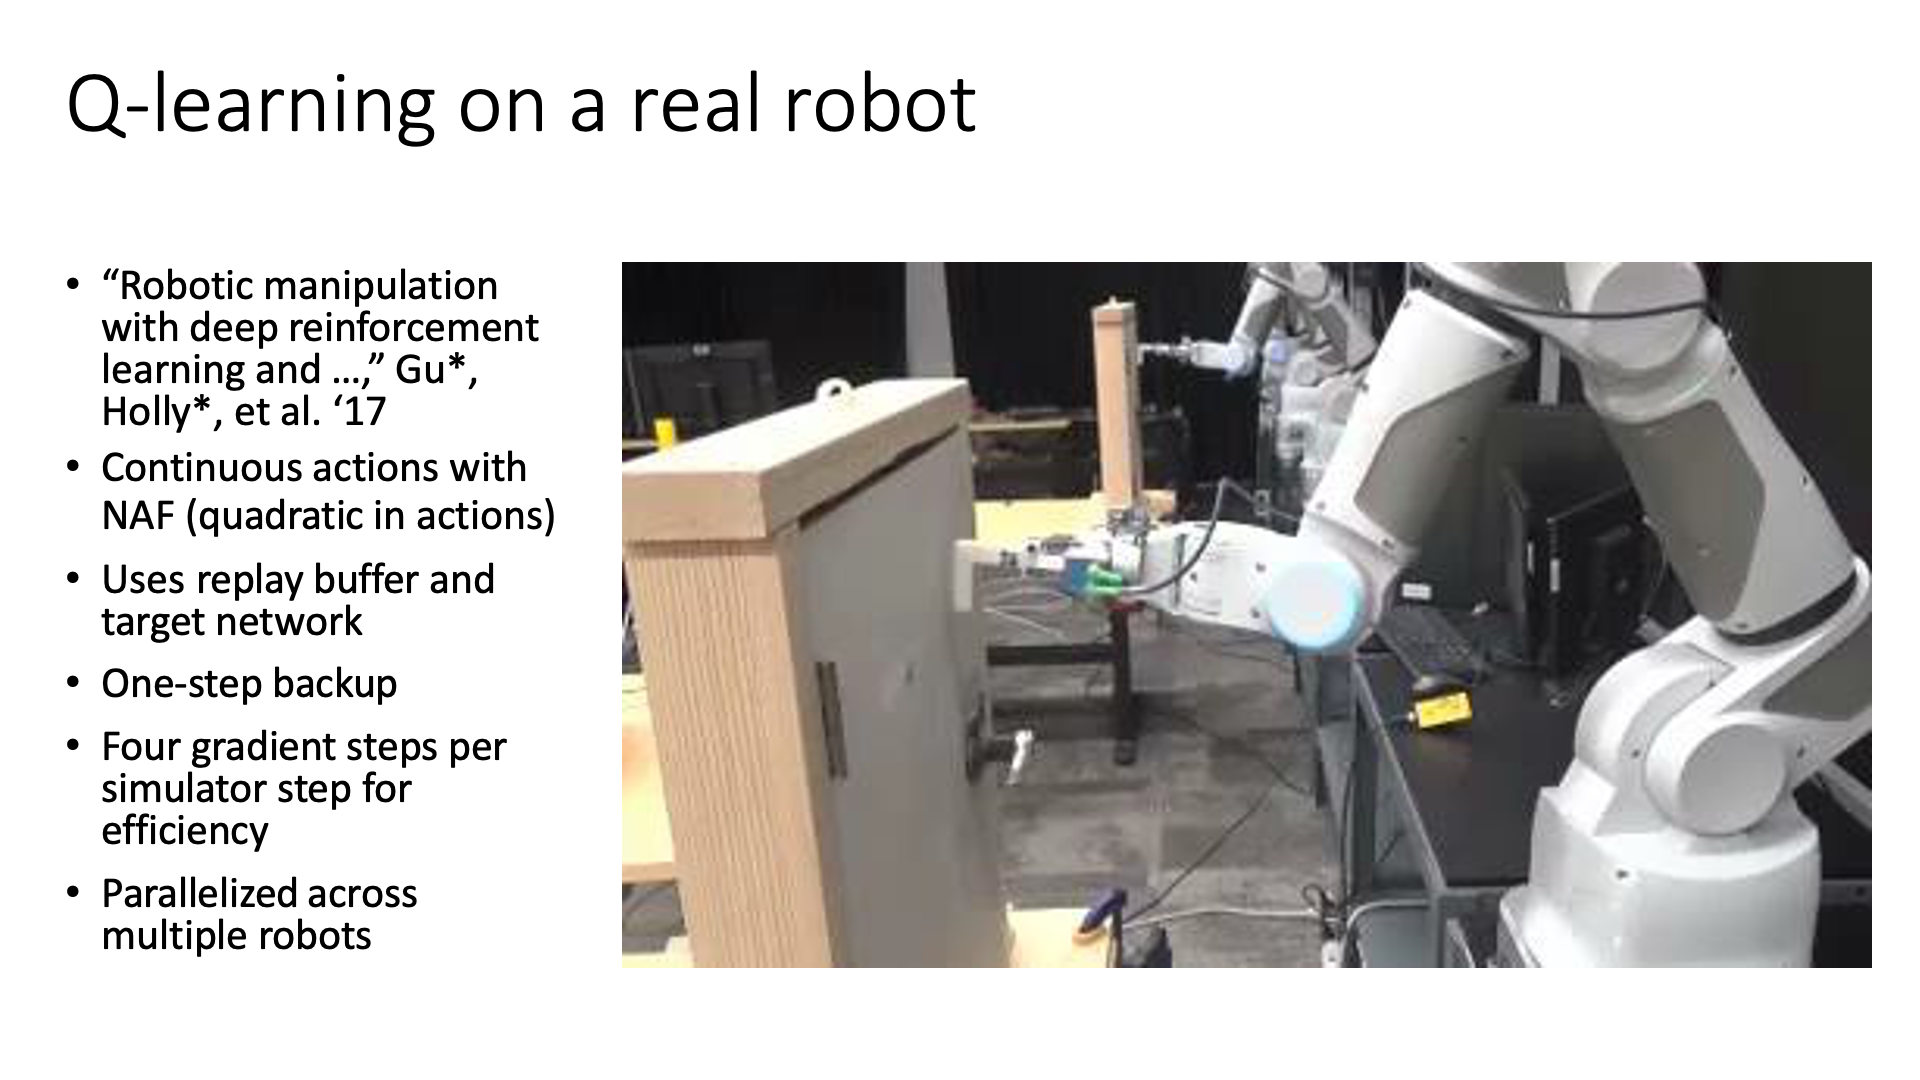 Q-learning on a real robot
• “Robotic manipulation
with deep reinforcement
learning and …,” Gu*,
Holly*, et al. ‘17
• Continuous actions with
NAF (quadratic in actions)
• Uses replay buffer and
target network
• One-step backup
• Four gradient steps per
simulator step for
efficiency
• Parallelized across
multiple robots